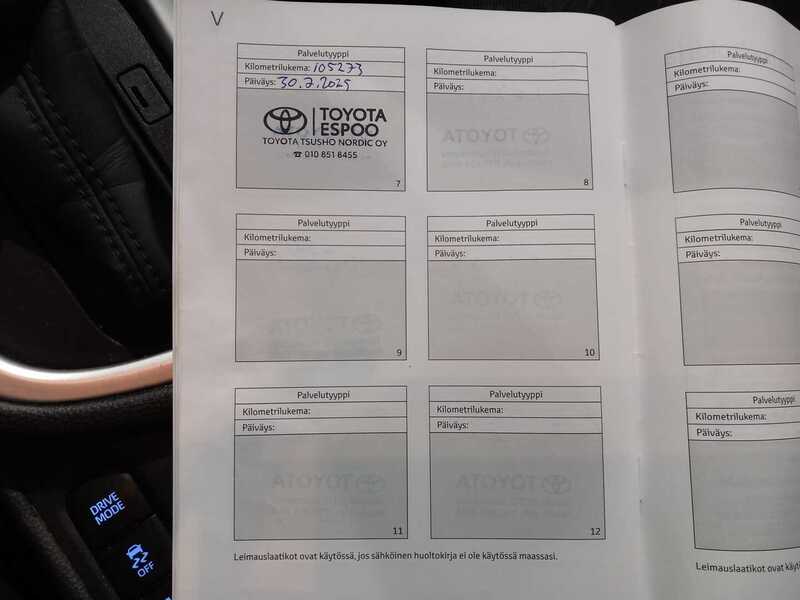 V
Palvelutyyppi
Kilometrilukema: 105273
Päiväys: 30.7.2025
TOYOTA
ESPOO
TOYOTA TSUSHO NORDIC OY
☎ 010 851 8455
7
Palvelutyyppi
Kilometrilukema:
Päiväys:
8
Palvelutyyppi
Kilometrilukema:
Päiväys:
Palvelutyyppi
Kilometrilukema:
Päiväys:
9
Palvelutyyppi
Kilometrilukema:
Päiväys:
10
Palvelutyyppi
Kilometrilukema:
Päiväys:
Palvelutyyppi
Kilometrilukema:
Päiväys:
11
Palvelutyyppi
Kilometrilukema:
Päiväys:
12
Palvelutyyppi
Kilometrilukema:
Päiväys:
Leimauslaatikot ovat käytössä, jos sähköinen huoltokirja ei ole käytössä maassasi.
Leimauslaatikot ovat
DRIVE
MODE
OFF